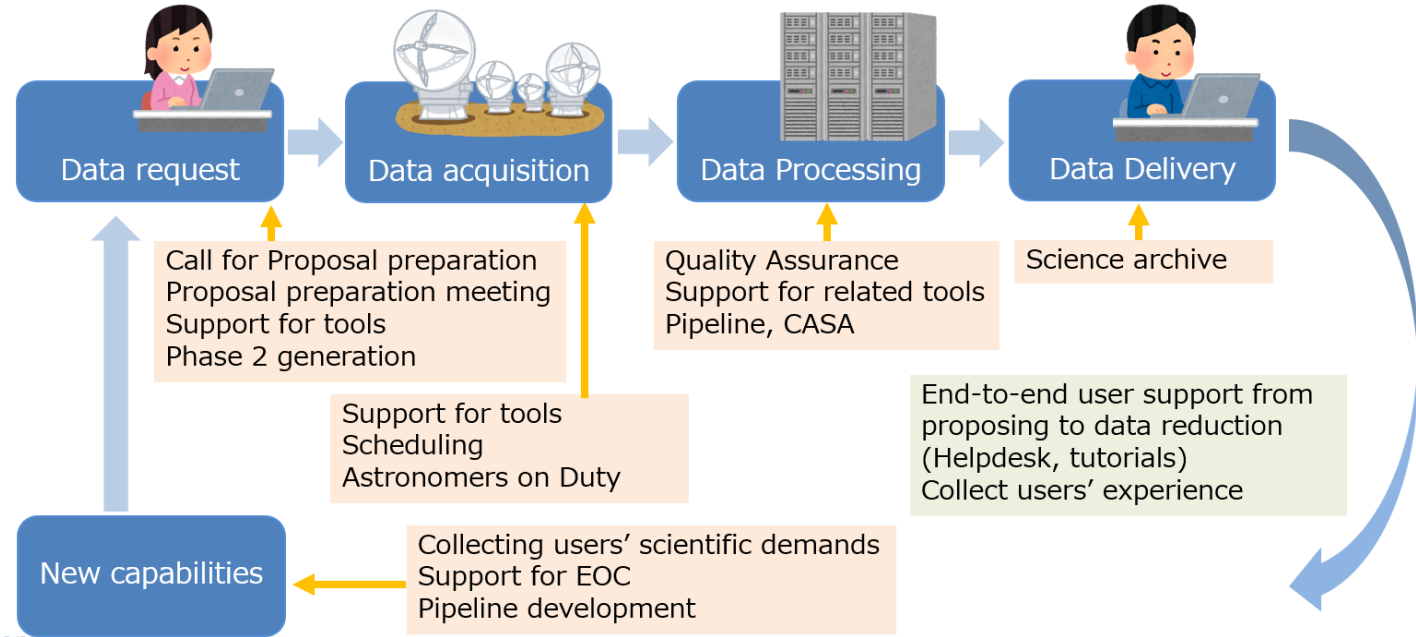 Data request
Data acquisition
Data Processing
Data Delivery
Call for Proposal preparation
Proposal preparation meeting
Support for tools
Phase 2 generation
Quality Assurance
Support for related tools
Pipeline, CASA
Science archive
Support for tools
Scheduling
Astronomers on Duty
End-to-end user support from
proposing to data reduction
(Helpdesk, tutorials)
Collect users’ experience
New capabilities
Collecting users’ scientific demands
Support for EOC
Pipeline development